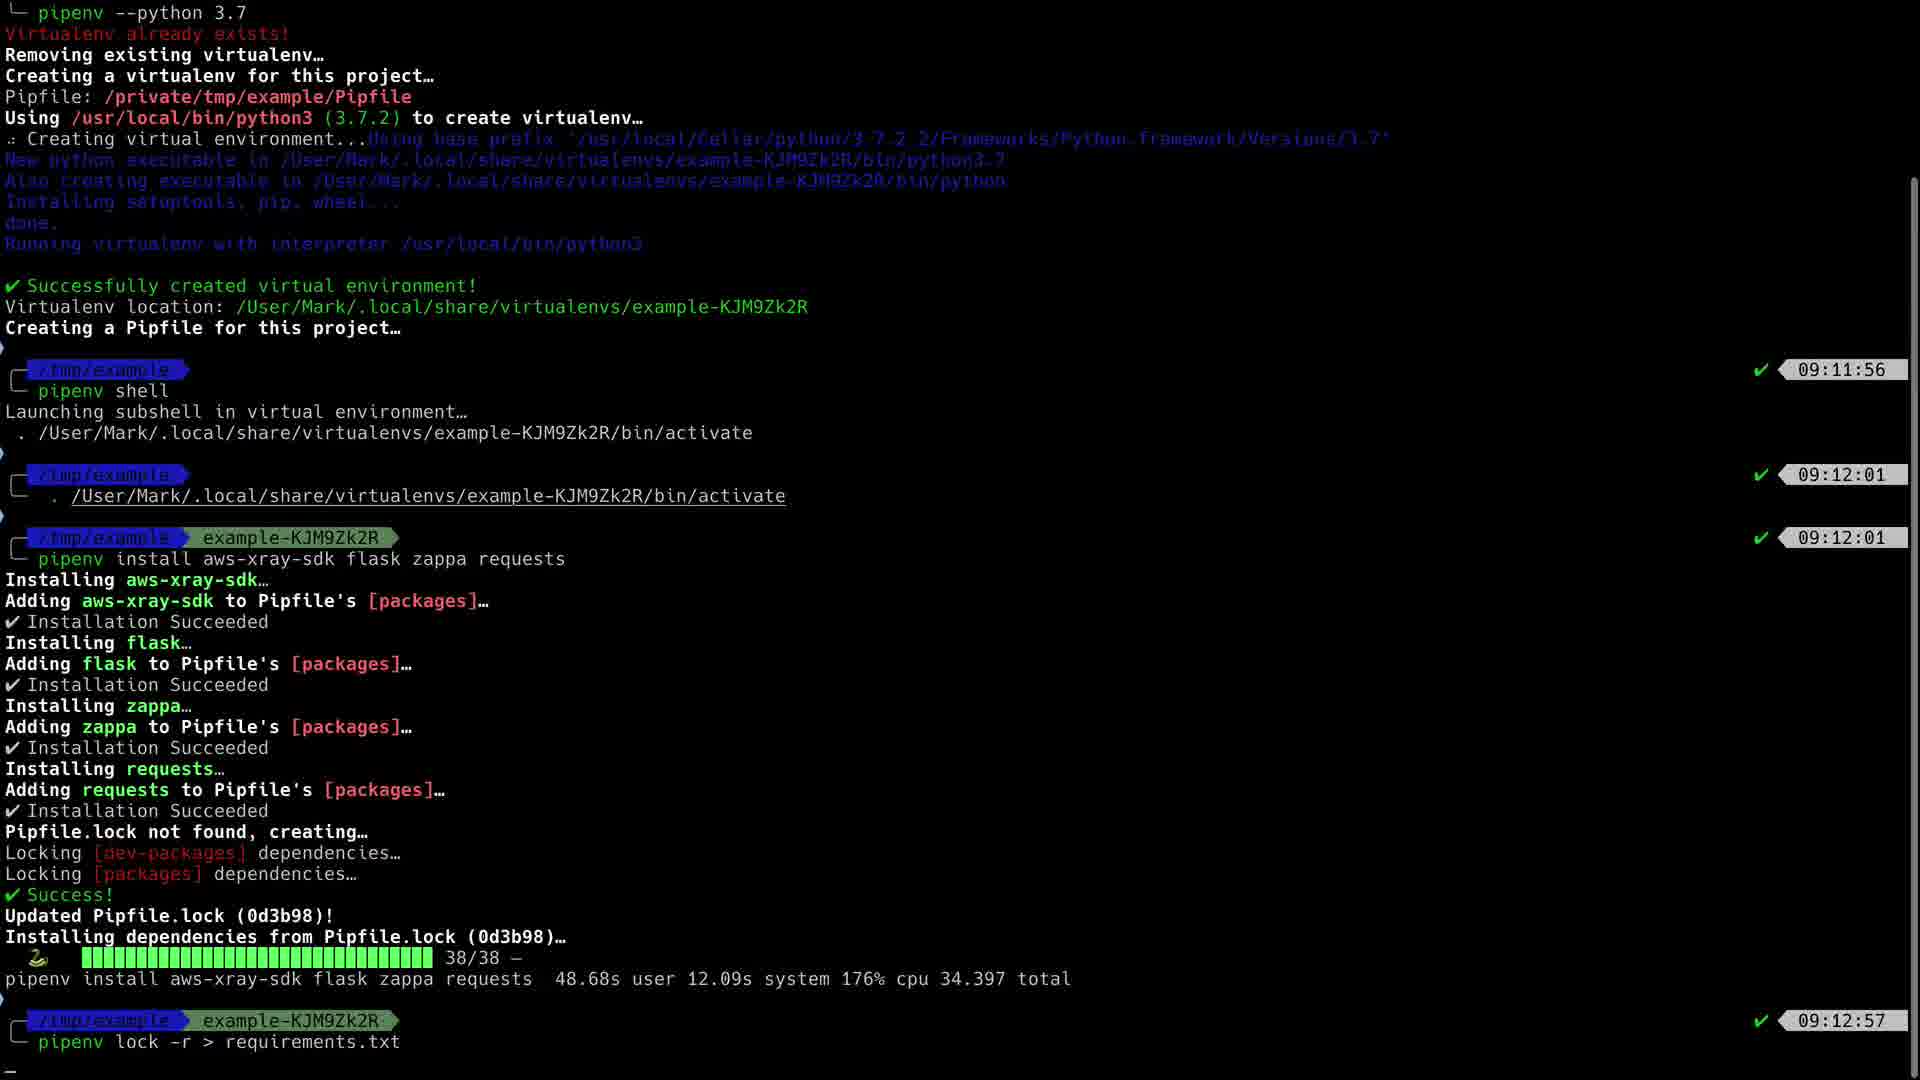 pipenv --python 3.7
Virtualenv already exists!
Removing existing virtualenv…
Creating a virtualenv for this project…
Pipfile: /private/tmp/example/Pipfile
Using /usr/local/bin/python3 (3.7.2) to create virtualenv…
Creating virtual environment...Using base prefix '/usr/local/Cellar/python/3.7.2_2/Frameworks/Python.framework/Versions/3.7'
New python executable in /User/Mark/.local/share/virtualenvs/example-KJM9Zk2R/bin/python3.7
Also creating executable in /User/Mark/.local/share/virtualenvs/example-KJM9Zk2R/bin/python
Installing setuptools, pip, wheel...
done.
Running virtualenv with interpreter /usr/local/bin/python3
✔ Successfully created virtual environment!
Virtualenv location: /User/Mark/.local/share/virtualenvs/example-KJM9Zk2R
Creating a Pipfile for this project…
/tmp/example ✔ 09:11:56
pipenv shell
Launching subshell in virtual environment…
. /User/Mark/.local/share/virtualenvs/example-KJM9Zk2R/bin/activate
/tmp/example ✔ 09:12:01
. /User/Mark/.local/share/virtualenvs/example-KJM9Zk2R/bin/activate
/tmp/example example-KJM9Zk2R ✔ 09:12:01
pipenv install aws-xray-sdk flask zappa requests
Installing aws-xray-sdk…
Adding aws-xray-sdk to Pipfile's [packages]…
✔ Installation Succeeded
Installing flask…
Adding flask to Pipfile's [packages]…
✔ Installation Succeeded
Installing zappa…
Adding zappa to Pipfile's [packages]…
✔ Installation Succeeded
Installing requests…
Adding requests to Pipfile's [packages]…
✔ Installation Succeeded
Pipfile.lock not found, creating…
Locking [dev-packages] dependencies…
Locking [packages] dependencies…
✔ Success!
Updated Pipfile.lock (0d3b98)!
Installing dependencies from Pipfile.lock (0d3b98)…
38/38 —
pipenv install aws-xray-sdk flask zappa requests  48.68s user 12.09s system 176% cpu 34.397 total
/tmp/example example-KJM9Zk2R ✔ 09:12:57
pipenv lock -r > requirements.txt